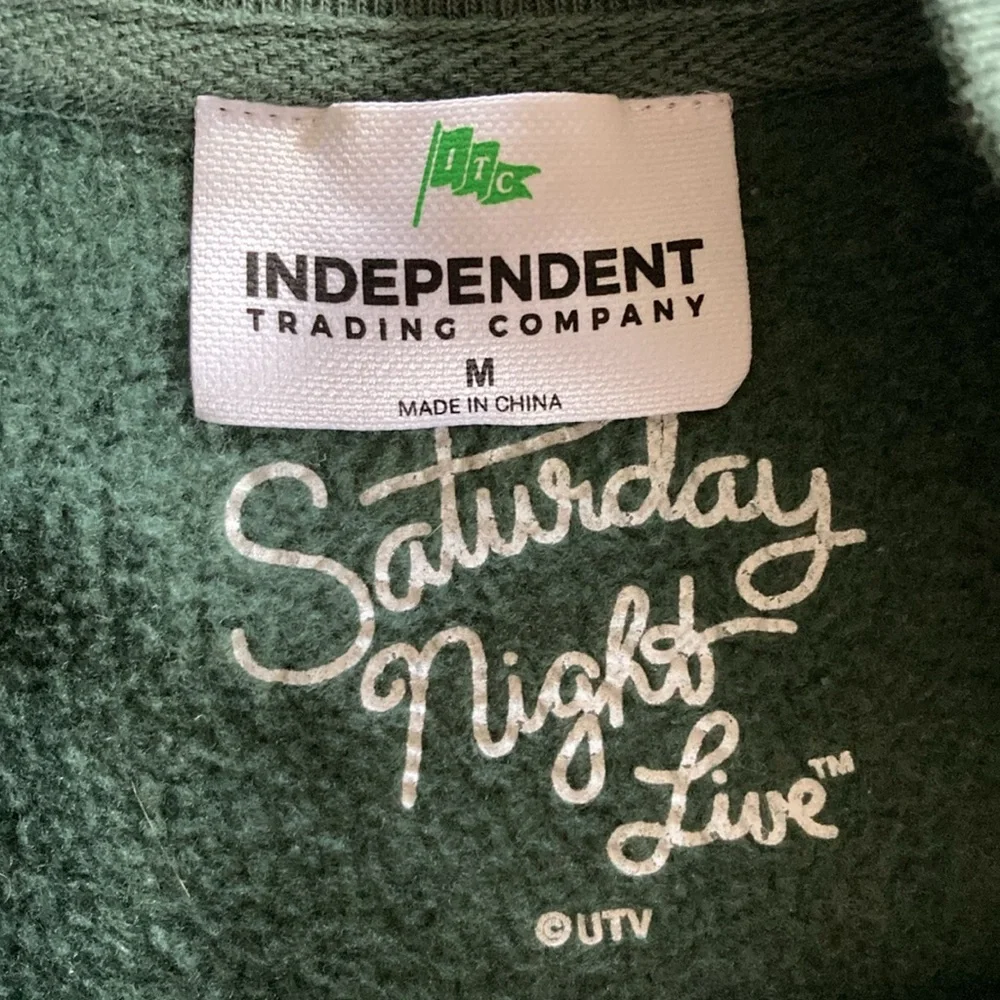 ITC
INDEPENDENT
TRADING COMPANY
M
MADE IN CHINA
Saturday
Night
Live™
©UTV